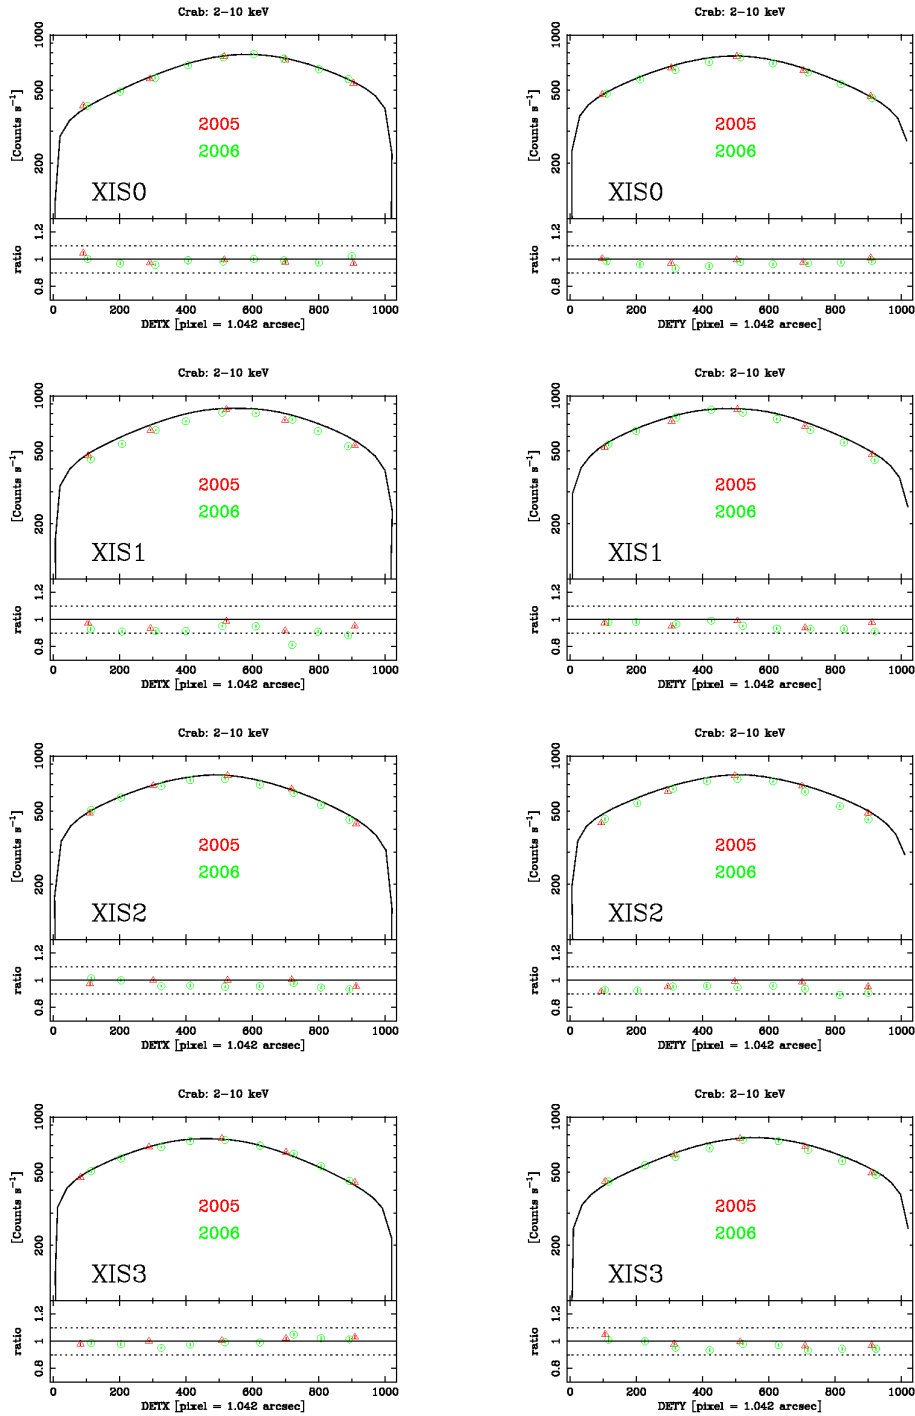 Crab: 2−10 keV
[Counts s⁻¹]
1000
500
200
2005
2006
XIS0
ratio
1.2
1
0.8
0 200 400 600 800 1000
DETX [pixel = 1.042 arcsec]
Crab: 2−10 keV
[Counts s⁻¹]
1000
500
200
2005
2006
XIS0
ratio
1.2
1
0.8
0 200 400 600 800 1000
DETY [pixel = 1.042 arcsec]
Crab: 2−10 keV
[Counts s⁻¹]
1000
500
200
2005
2006
XIS1
ratio
1.2
1
0.8
0 200 400 600 800 1000
DETX [pixel = 1.042 arcsec]
Crab: 2−10 keV
[Counts s⁻¹]
1000
500
200
2005
2006
XIS1
ratio
1.2
1
0.8
0 200 400 600 800 1000
DETY [pixel = 1.042 arcsec]
Crab: 2−10 keV
[Counts s⁻¹]
1000
500
200
2005
2006
XIS2
ratio
1.2
1
0.8
0 200 400 600 800 1000
DETX [pixel = 1.042 arcsec]
Crab: 2−10 keV
[Counts s⁻¹]
1000
500
200
2005
2006
XIS2
ratio
1.2
1
0.8
0 200 400 600 800 1000
DETY [pixel = 1.042 arcsec]
Crab: 2−10 keV
[Counts s⁻¹]
1000
500
200
2005
2006
XIS3
ratio
1.2
1
0.8
0 200 400 600 800 1000
DETX [pixel = 1.042 arcsec]
Crab: 2−10 keV
[Counts s⁻¹]
1000
500
200
2005
2006
XIS3
ratio
1.2
1
0.8
0 200 400 600 800 1000
DETY [pixel = 1.042 arcsec]